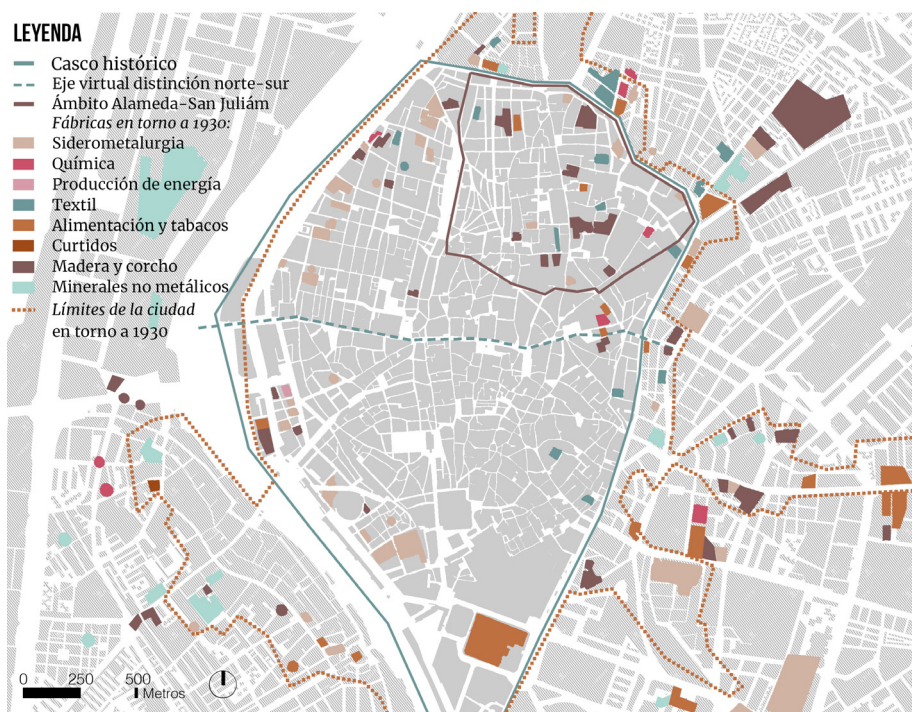 LEYENDA
Casco histórico
Eje virtual distinción norte-sur
Ámbito Alameda-San Juliám
Fábricas en torno a 1930:
Siderometalurgia
Química
Producción de energía
Textil
Alimentación y tabacos
Curtidos
Madera y corcho
Minerales no metálicos
Límites de la ciudad
en torno a 1930
0 250 500
Metros